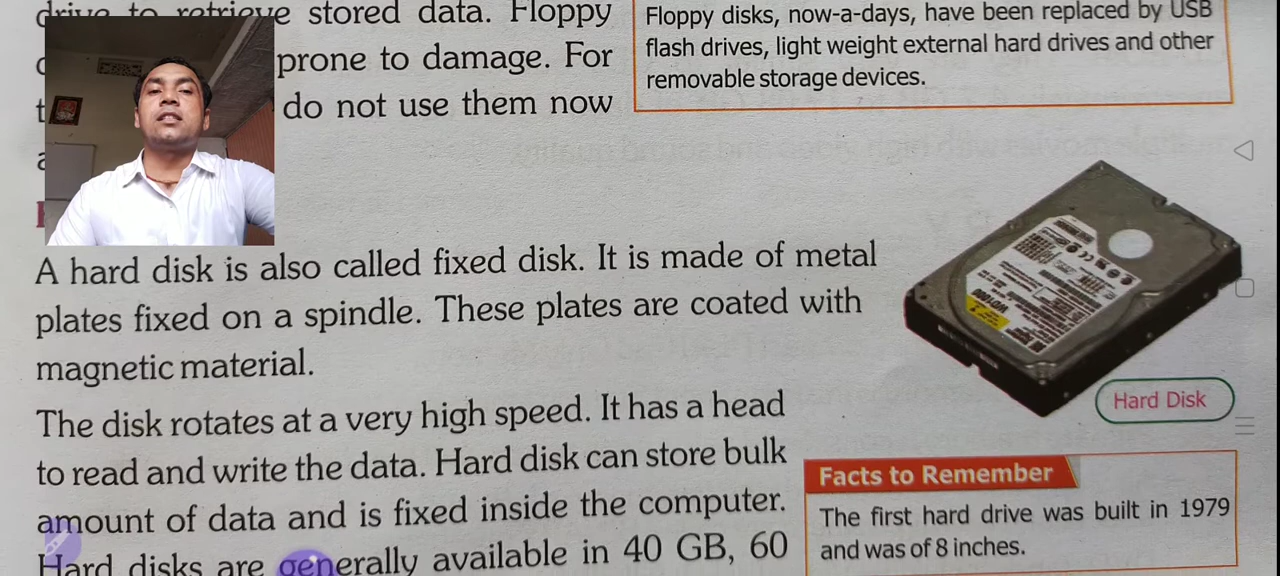 drive to retrieve stored data. Floppy
prone to damage. For
do not use them now
Floppy disks, now-a-days, have been replaced by USB
flash drives, light weight external hard drives and other
removable storage devices.
A hard disk is also called fixed disk. It is made of metal
plates fixed on a spindle. These plates are coated with
magnetic material.
The disk rotates at a very high speed. It has a head
to read and write the data. Hard disk can store bulk
amount of data and is fixed inside the computer.
Hard disks are generally available in 40 GB, 60
Hard Disk
Facts to Remember
The first hard drive was built in 1979
and was of 8 inches.